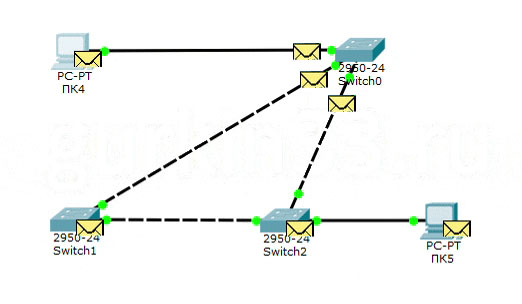 PC-PT
ПК4
2950-24
Switch0
2950-24
Switch1
2950-24
Switch2
PC-PT
ПК5